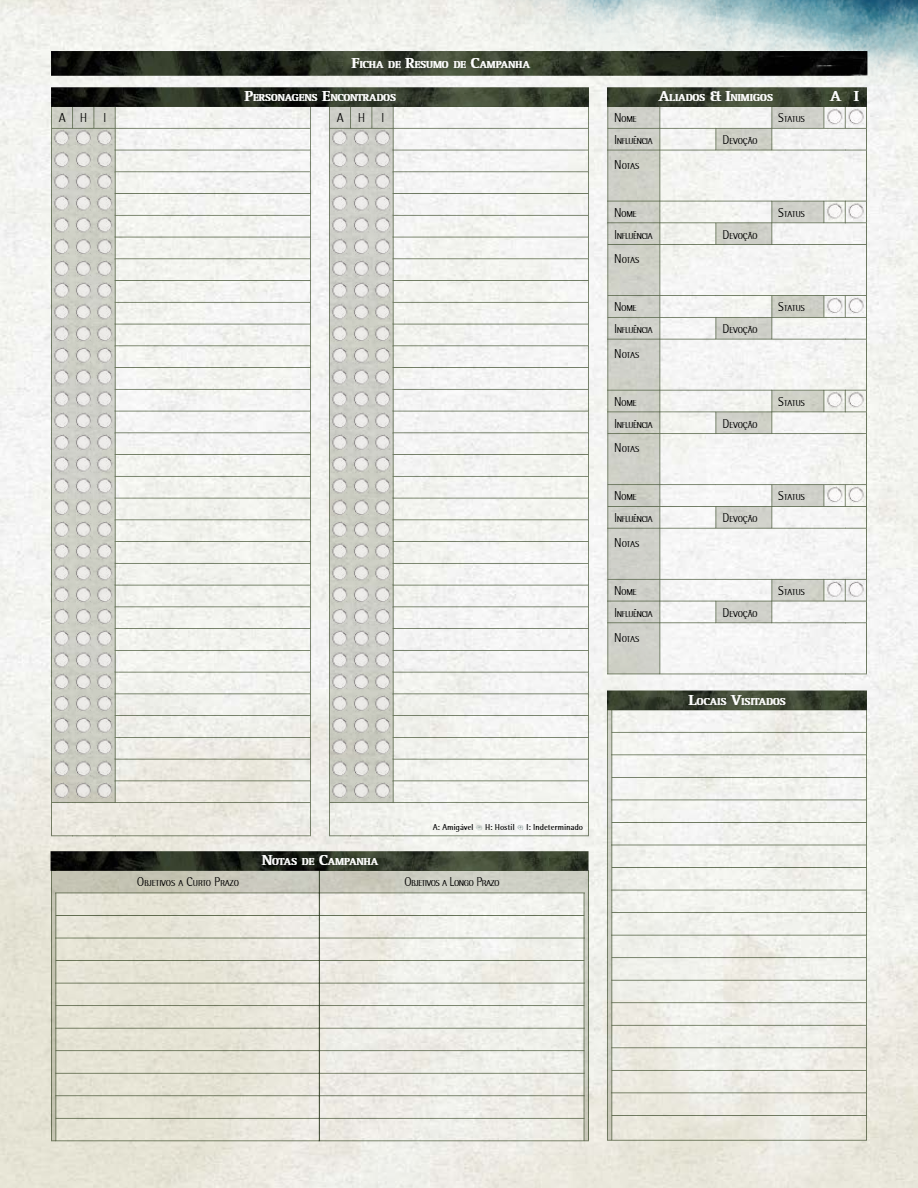 Ficha de Resumo de Campanha
Personagens Encontrados
A H I
A H I
A: Amigável H: Hostil I: Indeterminado
Notas de Campanha
Objetivos a Curto Prazo
Objetivos a Longo Prazo
Aliados & Inimigos A I
Nome Status
Influência Devoção
Notas
Nome Status
Influência Devoção
Notas
Nome Status
Influência Devoção
Notas
Nome Status
Influência Devoção
Notas
Nome Status
Influência Devoção
Notas
Nome Status
Influência Devoção
Notas
Locais Visitados